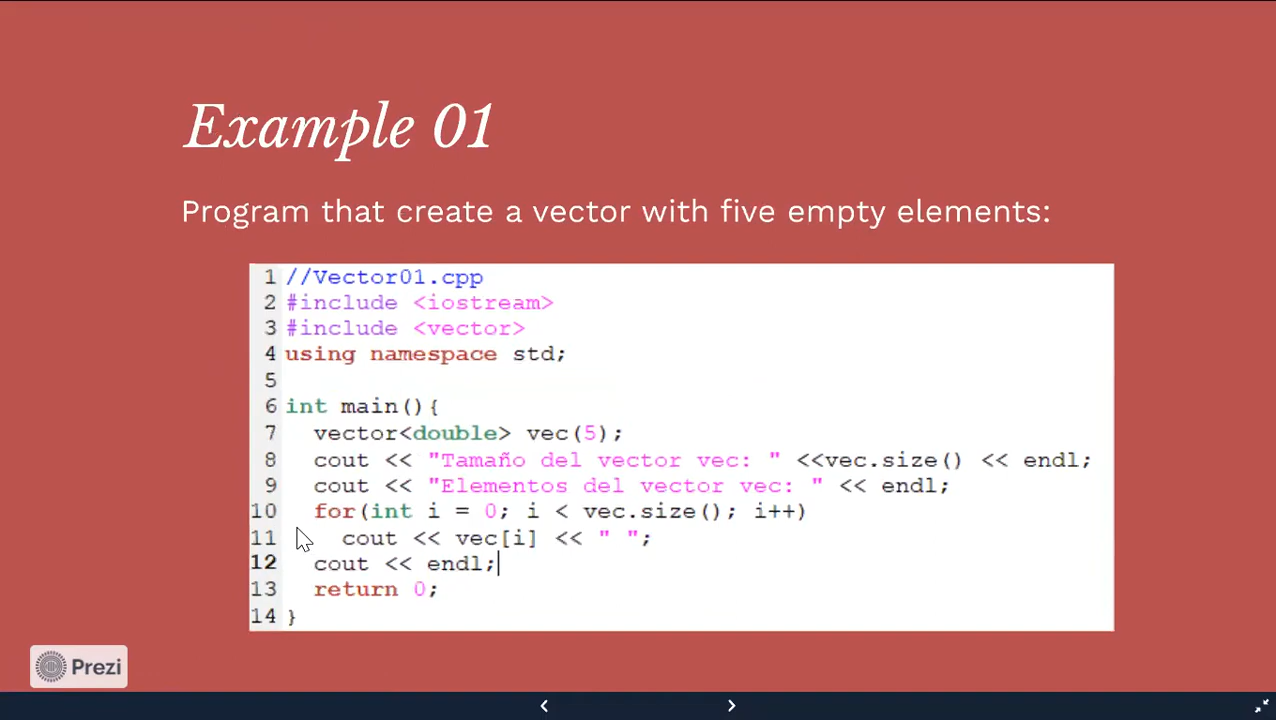 Example 01
Program that create a vector with five empty elements:
1 //Vector01.cpp
2 #include <iostream>
3 #include <vector>
4 using namespace std;
5
6 int main(){
7   vector<double> vec(5);
8   cout << "Tamaño del vector vec: " <<vec.size() << endl;
9   cout << "Elementos del vector vec: " << endl;
10   for(int i = 0; i < vec.size(); i++)
11     cout << vec[i] << " ";
12   cout << endl;
13   return 0;
14 }
Prezi